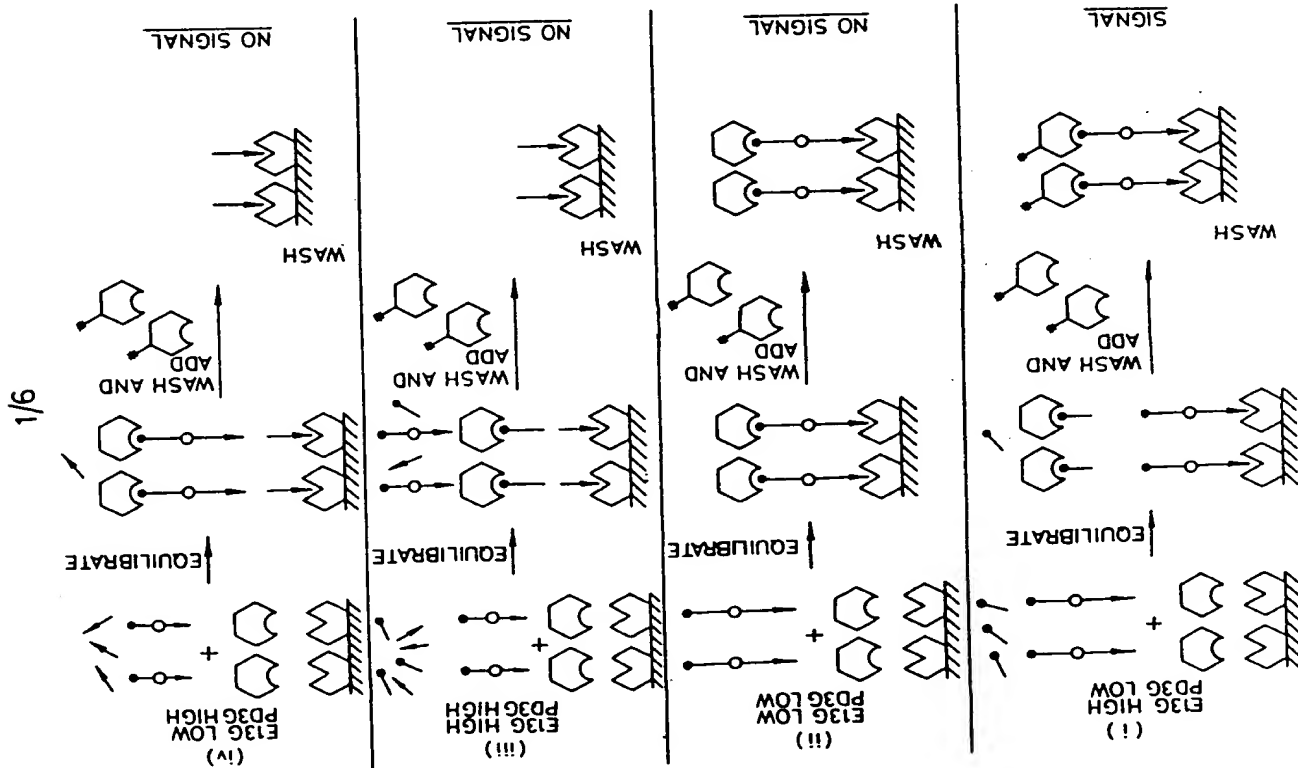 (i)
E13G HIGH
PD3G LOW
+
EQUILIBRATE
WASH AND
ADD
WASH
SIGNAL
(ii)
E13G LOW
PD3G LOW
+
EQUILIBRATE
WASH AND
ADD
WASH
NO SIGNAL
(iii)
E13G HIGH
PD3G HIGH
+
EQUILIBRATE
WASH AND
ADD
WASH
NO SIGNAL
(iv)
E13G LOW
PD3G HIGH
+
EQUILIBRATE
WASH AND
ADD
WASH
NO SIGNAL
1/6